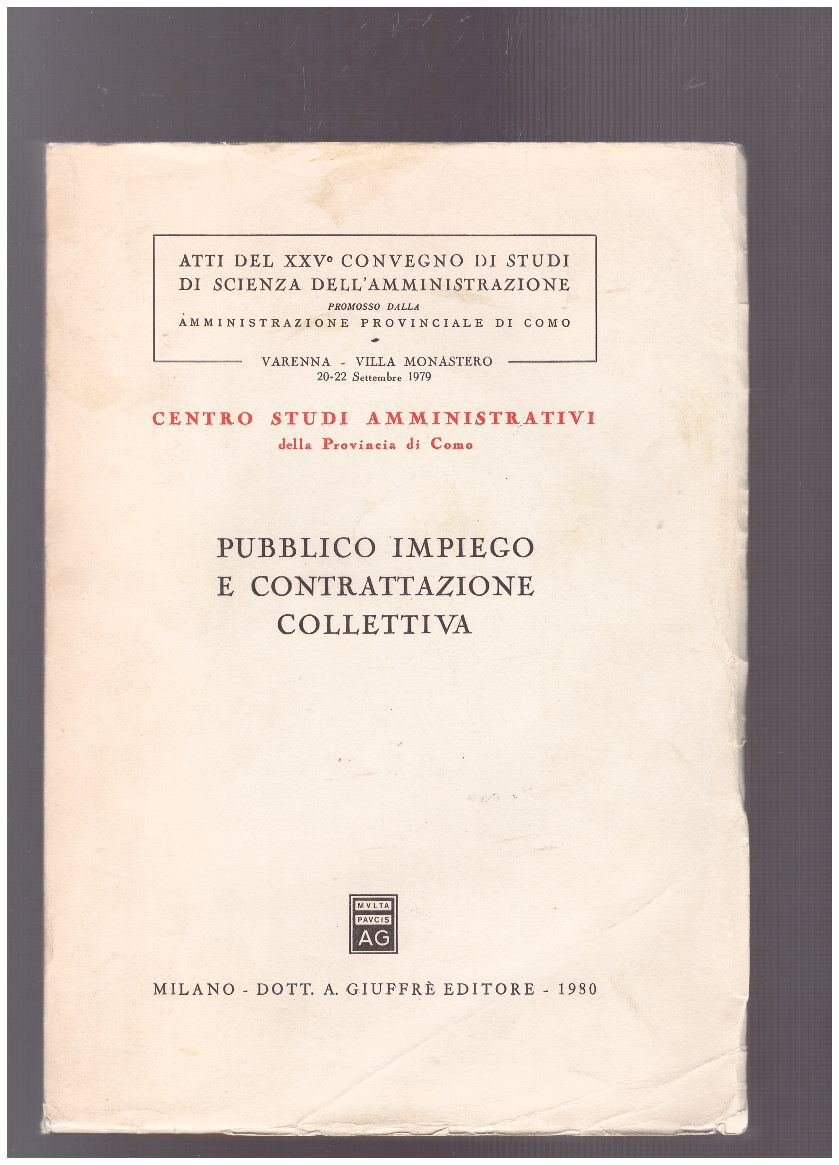 ATTI DEL XXVº CONVEGNO DI STUDI
DI SCIENZA DELL'AMMINISTRAZIONE
PROMOSSO DALLA
AMMINISTRAZIONE PROVINCIALE DI COMO
VARENNA - VILLA MONASTERO
20-22 Settembre 1979
CENTRO STUDI AMMINISTRATIVI
della Provincia di Como
PUBBLICO IMPIEGO
E CONTRATTAZIONE
COLLETTIVA
MVLTA
PAVCIS
AG
MILANO - DOTT. A. GIUFFRÈ EDITORE - 1980